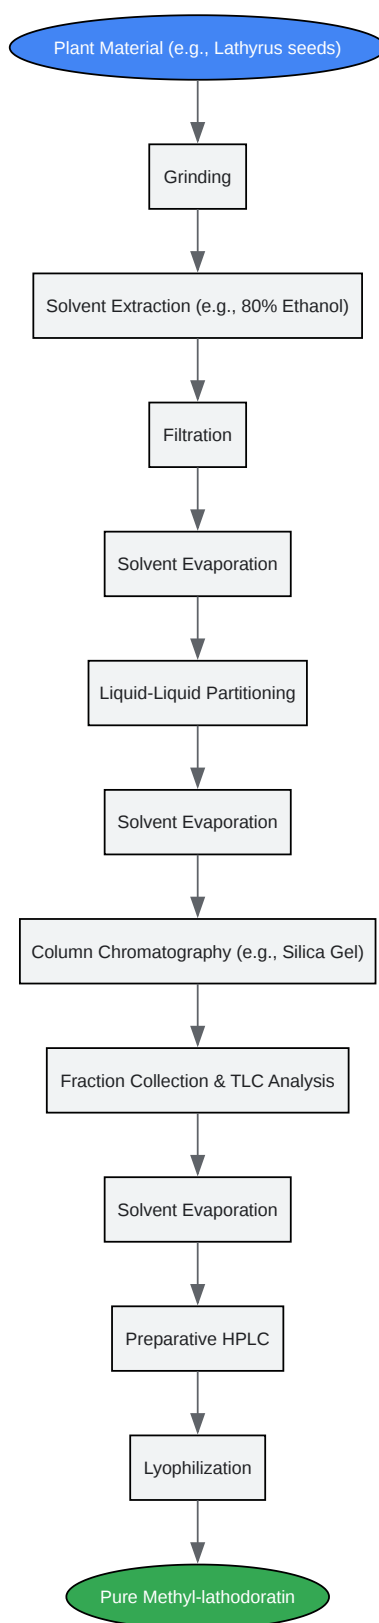 Plant Material (e.g., Lathyrus seeds)
Grinding
Solvent Extraction (e.g., 80% Ethanol)
Filtration
Solvent Evaporation
Liquid-Liquid Partitioning
Solvent Evaporation
Column Chromatography (e.g., Silica Gel)
Fraction Collection & TLC Analysis
Solvent Evaporation
Preparative HPLC
Lyophilization
Pure Methyl-lathodoratin